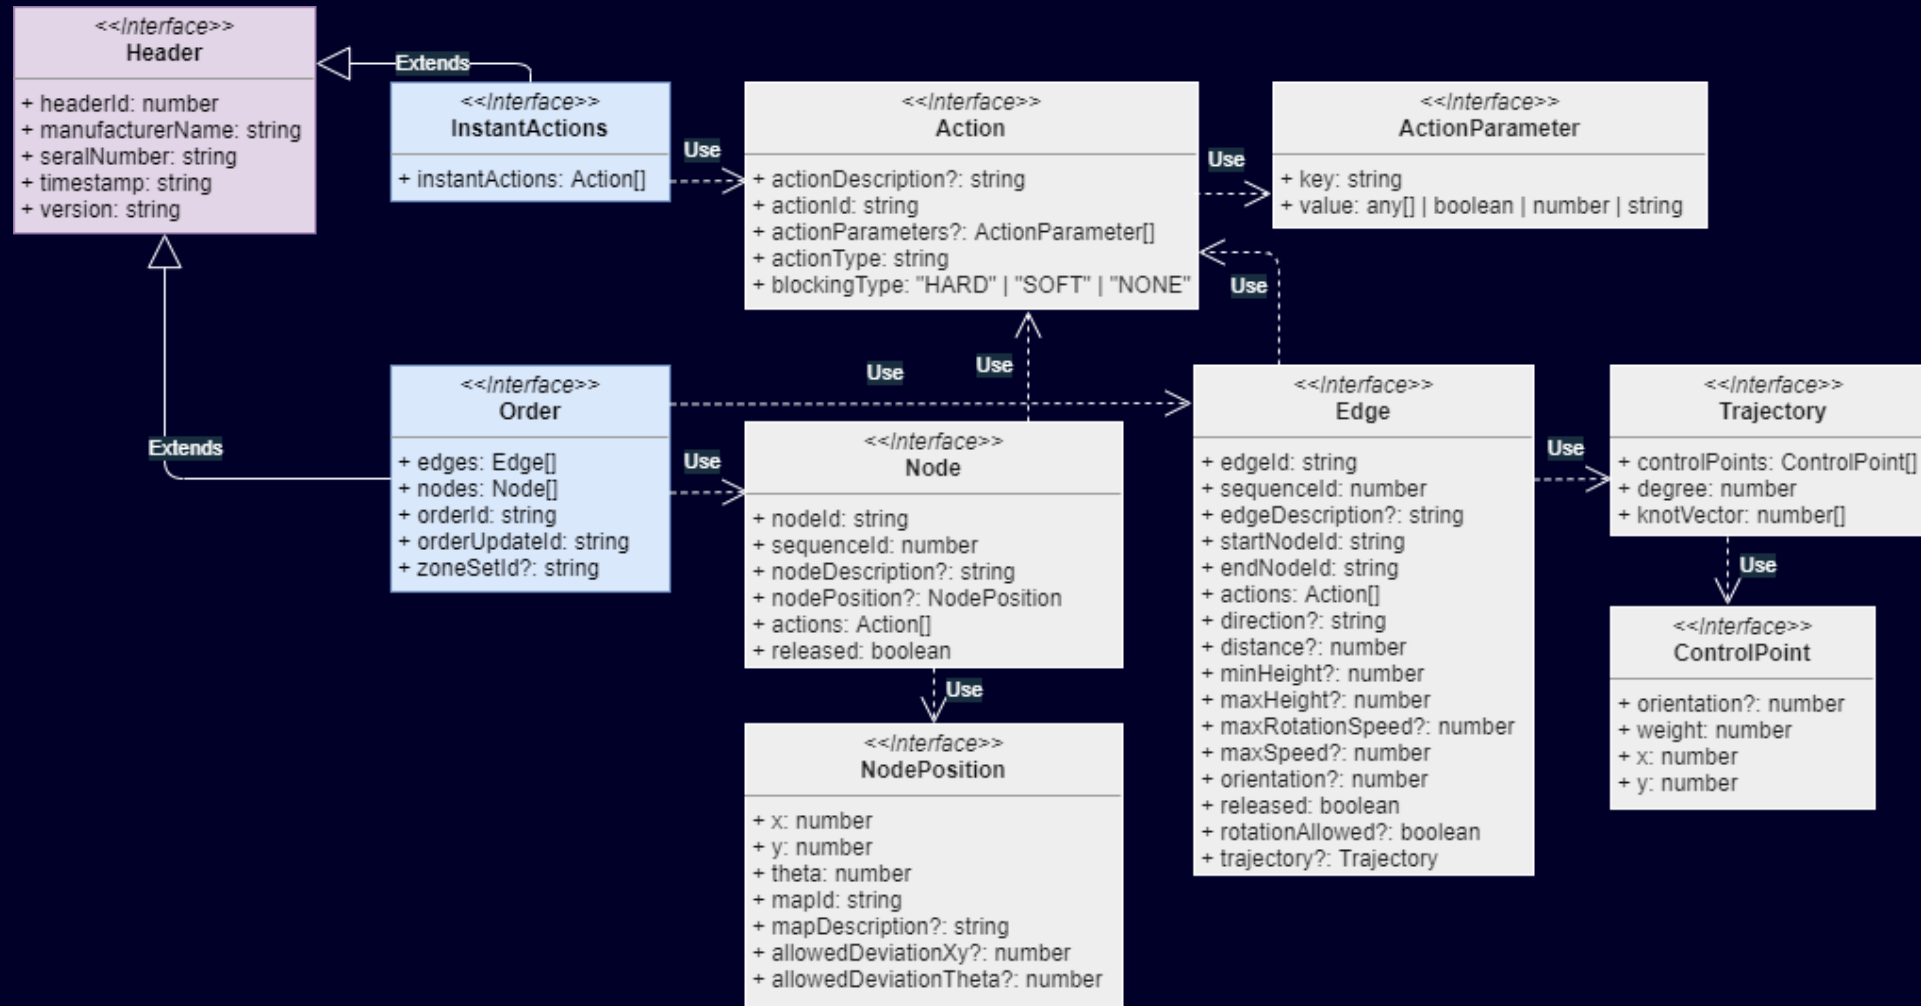 <<Interface>>
Header
+ headerId: number
+ manufacturerName: string
+ seralNumber: string
+ timestamp: string
+ version: string
Extends
<<Interface>>
InstantActions
+ instantActions: Action[]
Use
<<Interface>>
Action
+ actionDescription?: string
+ actionId: string
+ actionParameters?: ActionParameter[]
+ actionType: string
+ blockingType: "HARD" | "SOFT" | "NONE"
Use
<<Interface>>
ActionParameter
+ key: string
+ value: any[] | boolean | number | string
Use
Use
Use
Extends
<<Interface>>
Order
+ edges: Edge[]
+ nodes: Node[]
+ orderId: string
+ orderUpdateId: string
+ zoneSetId?: string
Use
<<Interface>>
Node
+ nodeId: string
+ sequenceId: number
+ nodeDescription?: string
+ nodePosition?: NodePosition
+ actions: Action[]
+ released: boolean
Use
<<Interface>>
NodePosition
+ x: number
+ y: number
+ theta: number
+ mapId: string
+ mapDescription?: string
+ allowedDeviationXy?: number
+ allowedDeviationTheta?: number
<<Interface>>
Edge
+ edgeId: string
+ sequenceId: number
+ edgeDescription?: string
+ startNodeId: string
+ endNodeId: string
+ actions: Action[]
+ direction?: string
+ distance?: number
+ minHeight?: number
+ maxHeight?: number
+ maxRotationSpeed?: number
+ maxSpeed?: number
+ orientation?: number
+ released: boolean
+ rotationAllowed?: boolean
+ trajectory?: Trajectory
Use
<<Interface>>
Trajectory
+ controlPoints: ControlPoint[]
+ degree: number
+ knotVector: number[]
Use
<<Interface>>
ControlPoint
+ orientation?: number
+ weight: number
+ x: number
+ y: number